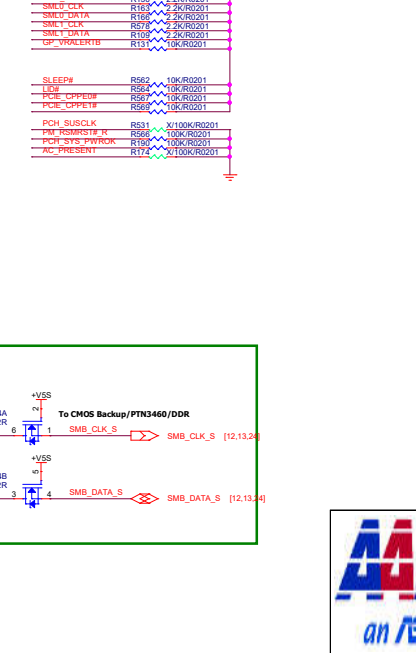 SML0_CLK R163 2.2K/R0201
SML0_DATA R166 2.2K/R0201
SML1_CLK R578 2.2K/R0201
SML1_DATA R109 2.2K/R0201
GP_VRALERTB R131 10K/R0201
SLEEP# R562 10K/R0201
LID# R564 10K/R0201
PCIE_CPPE0# R567 10K/R0201
PCIE_CPPE1# R569 10K/R0201
PCH_SUSCLK R531 X/100K/R0201
PM_RSMRST#_R R566 100K/R0201
PCH_SYS_PWROK R190 100K/R0201
AC_PRESENT R174 X/100K/R0201
+V5S
2
To CMOS Backup/PTN3460/DDR
6 1 SMB_CLK_S SMB_CLK_S [12,13,24]
+V5S
5
3 4 SMB_DATA_S SMB_DATA_S [12,13,24]
an